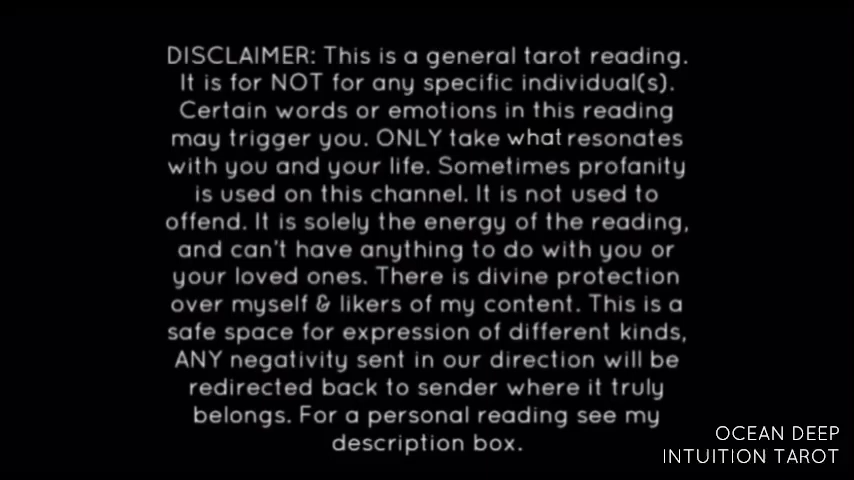 DISCLAIMER: This is a general tarot reading.
It is for NOT for any specific individual(s).
Certain words or emotions in this reading
may trigger you. ONLY take what resonates
with you and your life. Sometimes profanity
is used on this channel. It is not used to
offend. It is solely the energy of the reading,
and can't have anything to do with you or
your loved ones. There is divine protection
over myself & likers of my content. This is a
safe space for expression of different kinds,
ANY negativity sent in our direction will be
redirected back to sender where it truly
belongs. For a personal reading see my
description box.
OCEAN DEEP
INTUITION TAROT